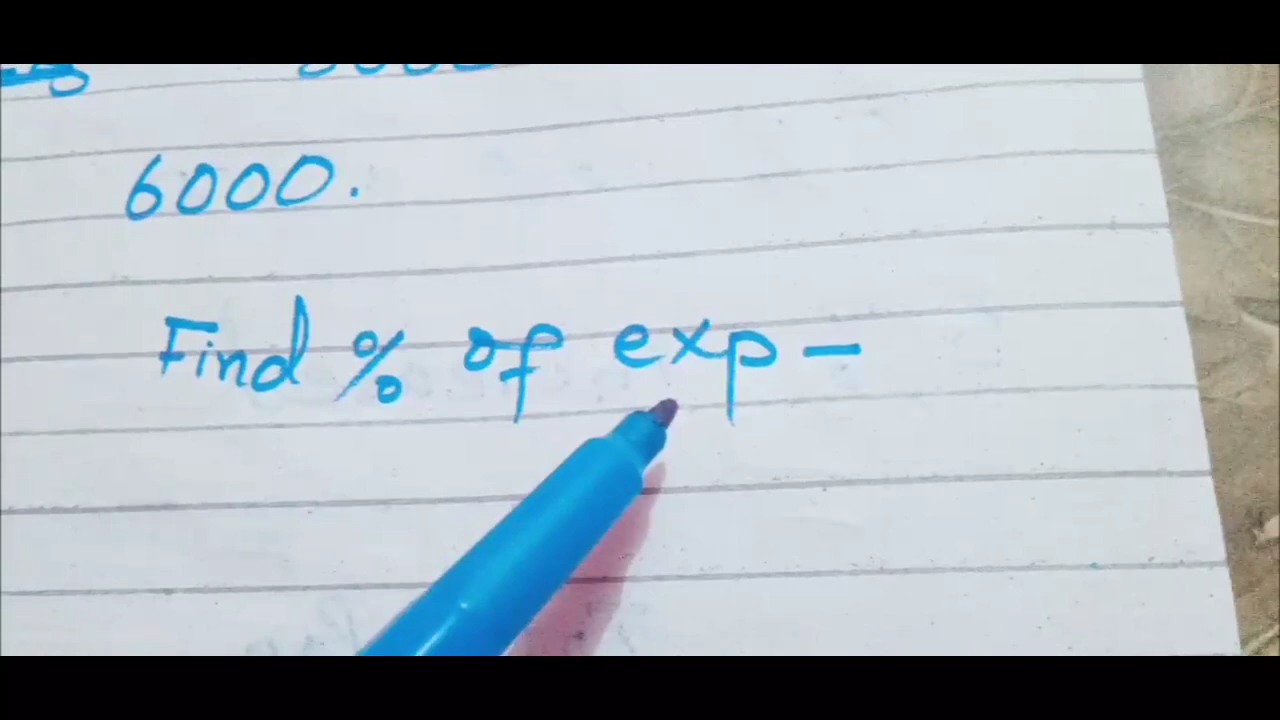 6000.
Find % of exp –